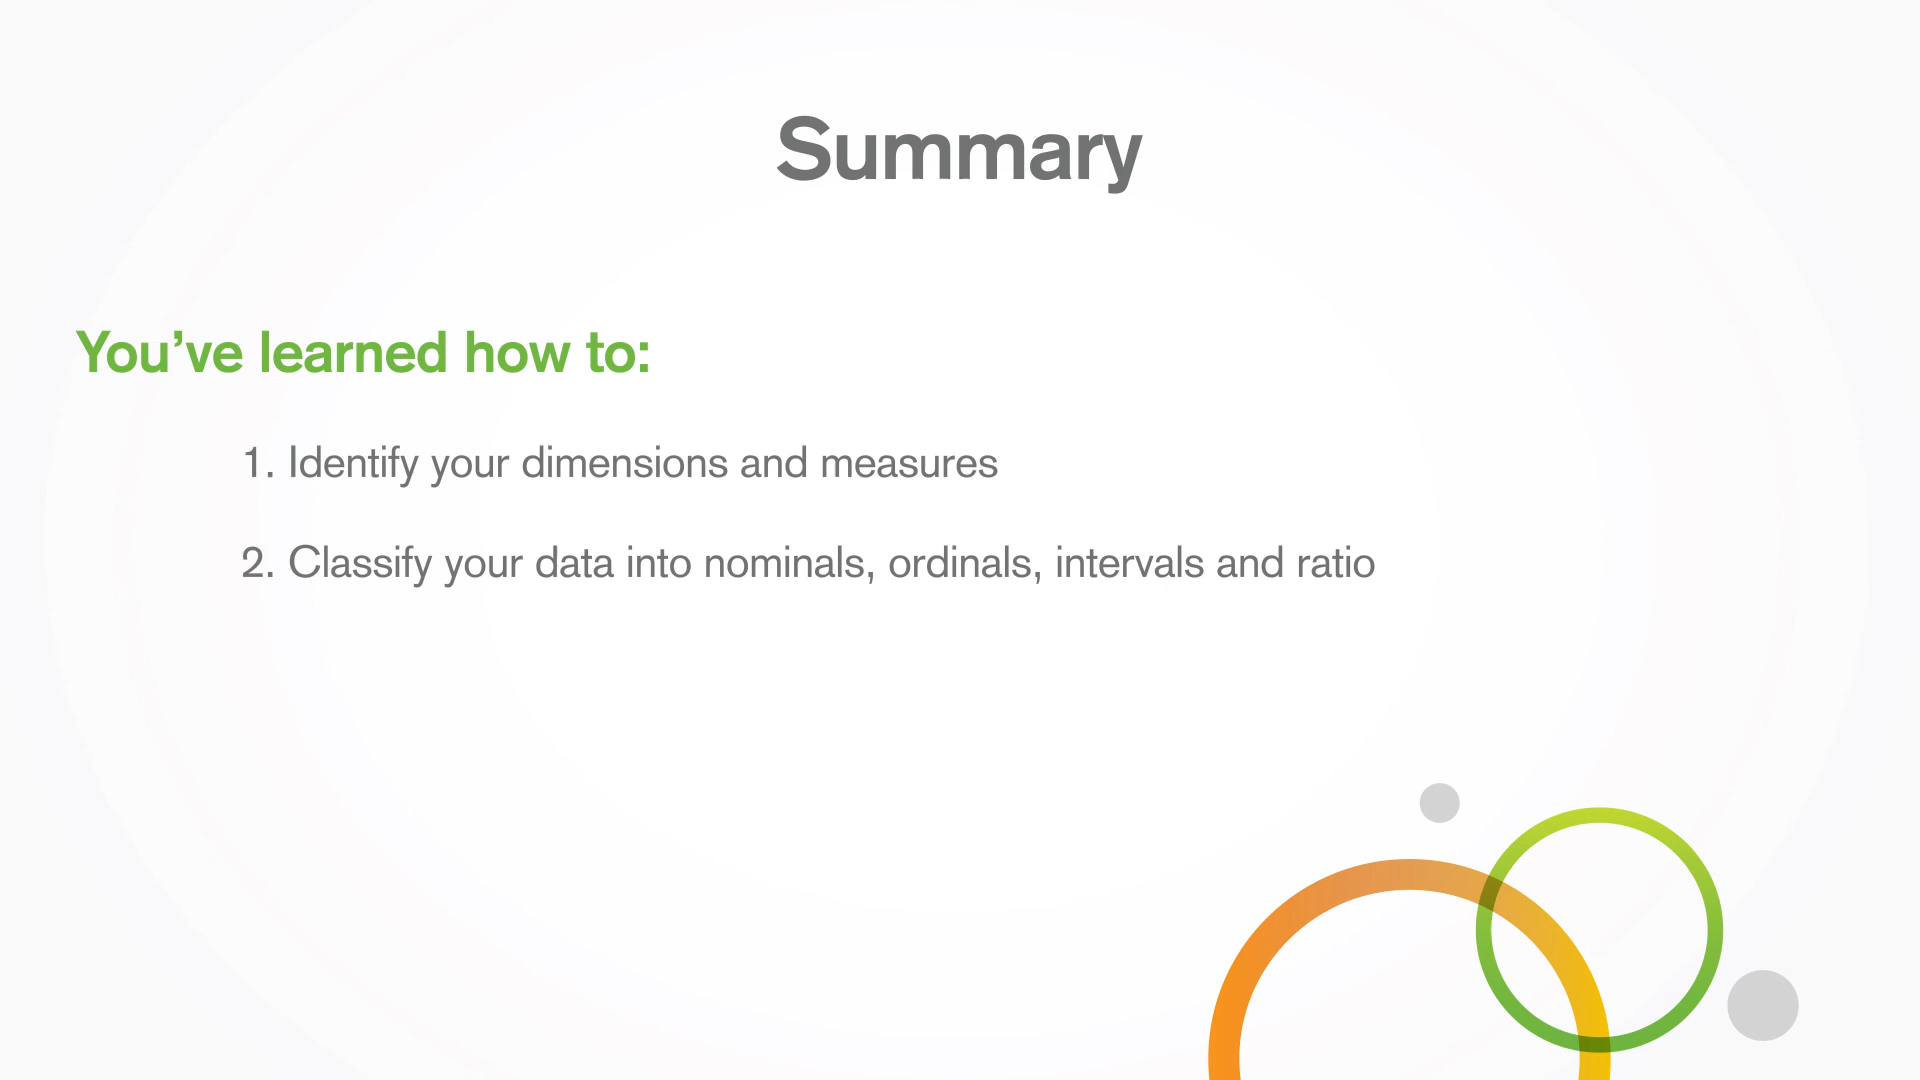 Summary
You’ve learned how to:
1. Identify your dimensions and measures
2. Classify your data into nominals, ordinals, intervals and ratio